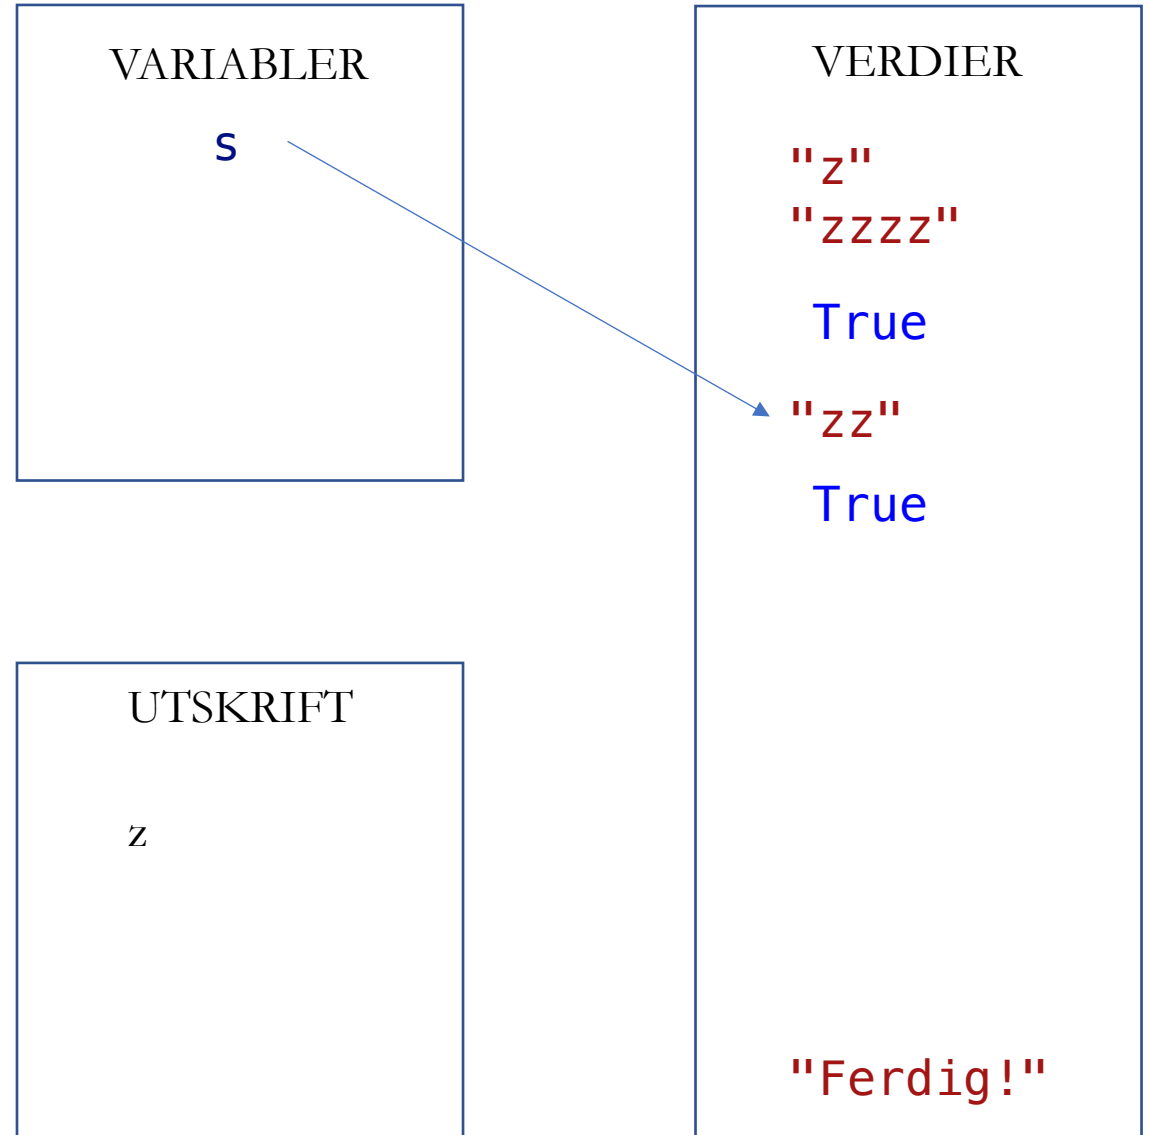 VARIABLER
s
VERDIER
"z"
"zzzz"
True
"zz"
True
"Ferdig!"
UTSKRIFT
z